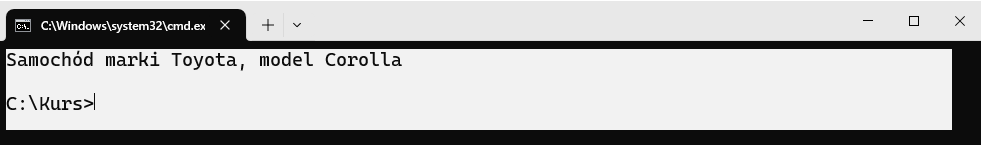 C:\Windows\system32\cmd.ex
Samochód marki Toyota, model Corolla
C:\Kurs>